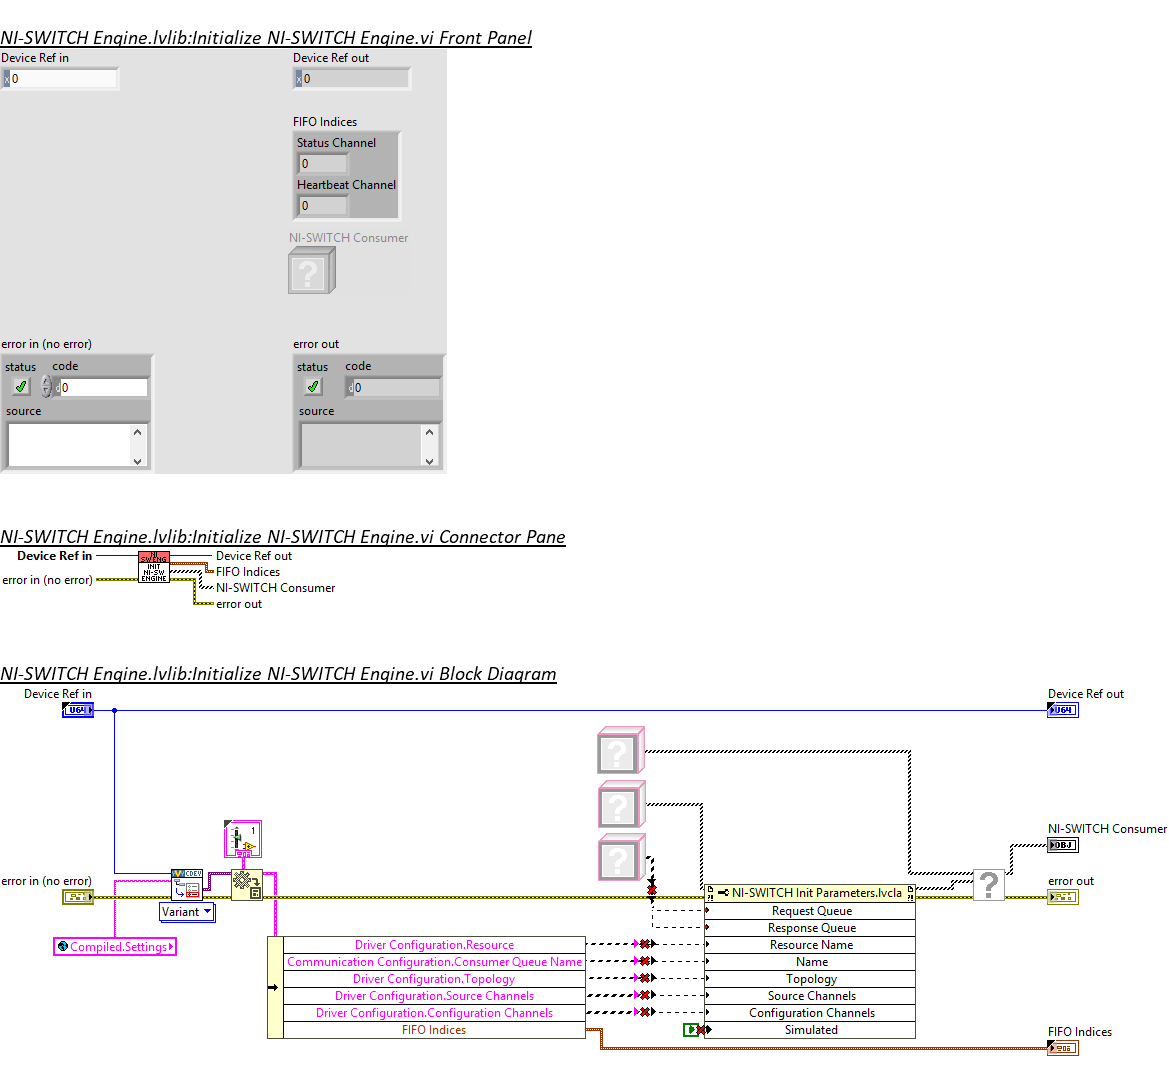 NI-SWITCH Engine.lvlib:Initialize NI-SWITCH Engine.vi Front Panel
Device Ref in
Device Ref out
x 0
x 0
FIFO Indices
Status Channel
0
Heartbeat Channel
0
NI-SWITCH Consumer
?
error in (no error)
error out
status code
status code
d 0
d 0
source
source
NI-SWITCH Engine.lvlib:Initialize NI-SWITCH Engine.vi Connector Pane
Device Ref in
Device Ref out
NI
SWENG
INIT
NI-SW
ENGINE
FIFO Indices
error in (no error)
NI-SWITCH Consumer
error out
NI-SWITCH Engine.lvlib:Initialize NI-SWITCH Engine.vi Block Diagram
Device Ref in
Device Ref out
U64
U64
?
?
1
NI-SWITCH Consumer
OBJ
?
error in (no error)
CDEV
?
error out
NI-SWITCH Init Parameters.lvcla
Variant
Request Queue
Response Queue
Compiled.Settings
Driver Configuration.Resource
Resource Name
Communication Configuration.Consumer Queue Name
Name
Driver Configuration.Topology
Topology
Driver Configuration.Source Channels
Source Channels
Driver Configuration.Configuration Channels
Configuration Channels
FIFO Indices
Simulated
FIFO Indices